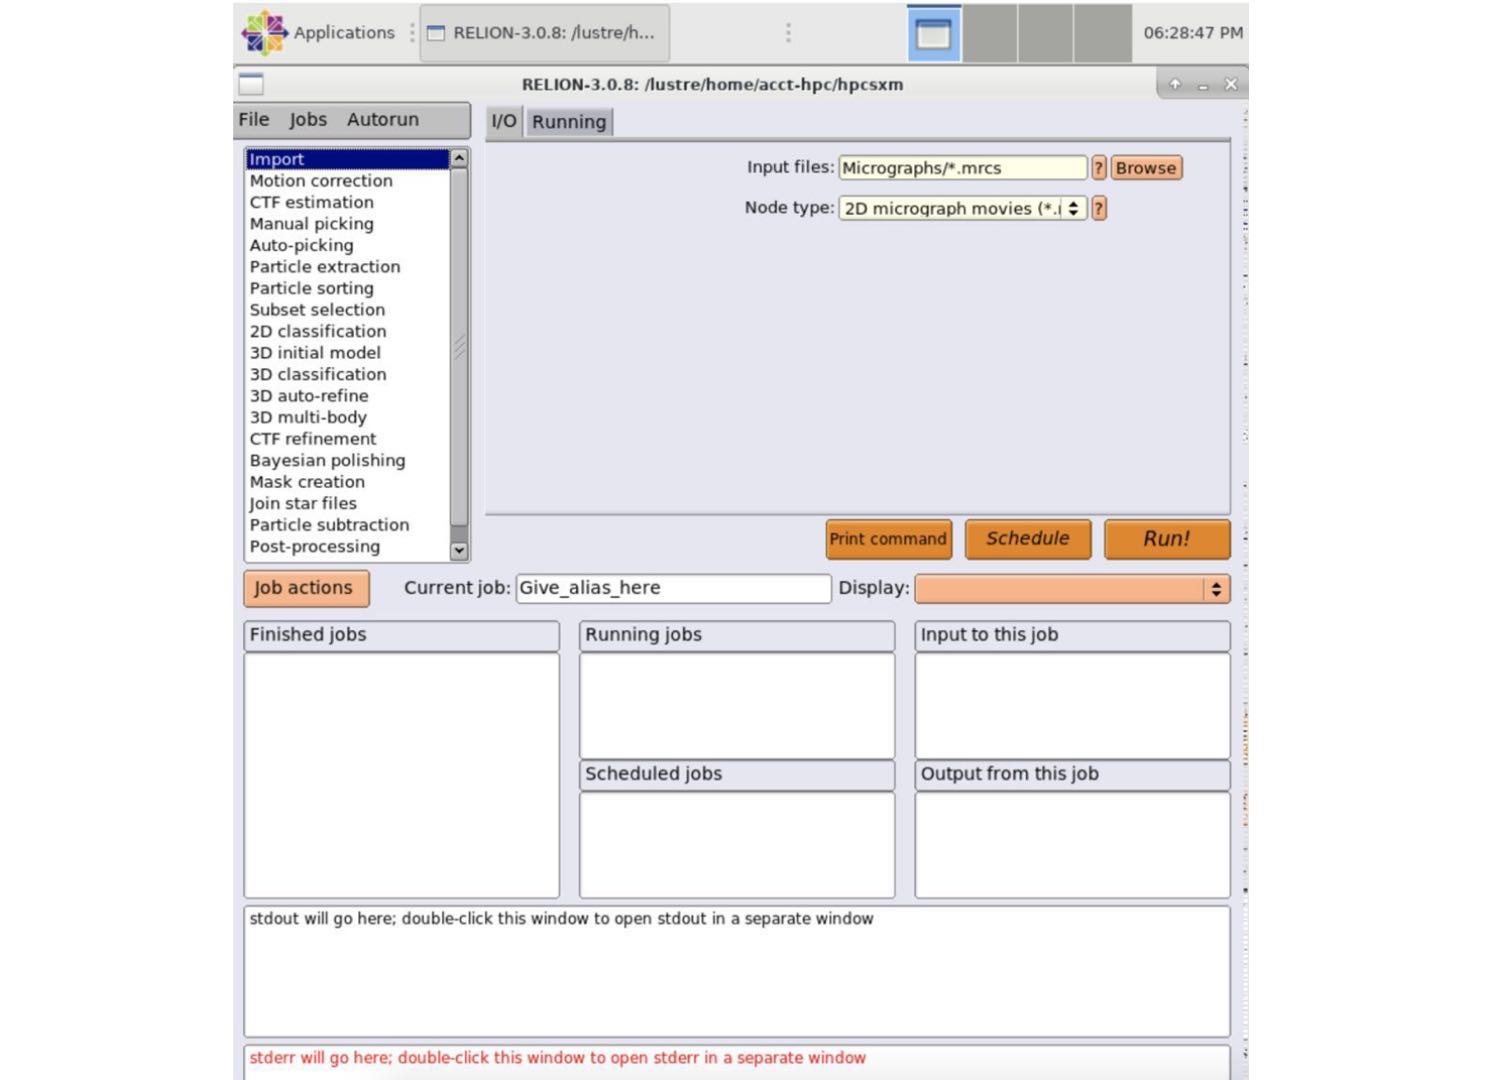 Applications
RELION-3.0.8: /lustre/h...
06:28:47 PM
RELION-3.0.8: /lustre/home/acct-hpc/hpcsxm
File Jobs Autorun
I/O Running
Import
Motion correction
CTF estimation
Manual picking
Auto-picking
Particle extraction
Particle sorting
Subset selection
2D classification
3D initial model
3D classification
3D auto-refine
3D multi-body
CTF refinement
Bayesian polishing
Mask creation
Join star files
Particle subtraction
Post-processing
Input files: Micrographs/*.mrcs ? Browse
Node type: 2D micrograph movies (*. ?
Print command Schedule Run!
Job actions Current job: Give_alias_here Display:
Finished jobs
Running jobs
Input to this job
Scheduled jobs
Output from this job
stdout will go here; double-click this window to open stdout in a separate window
stderr will go here; double-click this window to open stderr in a separate window